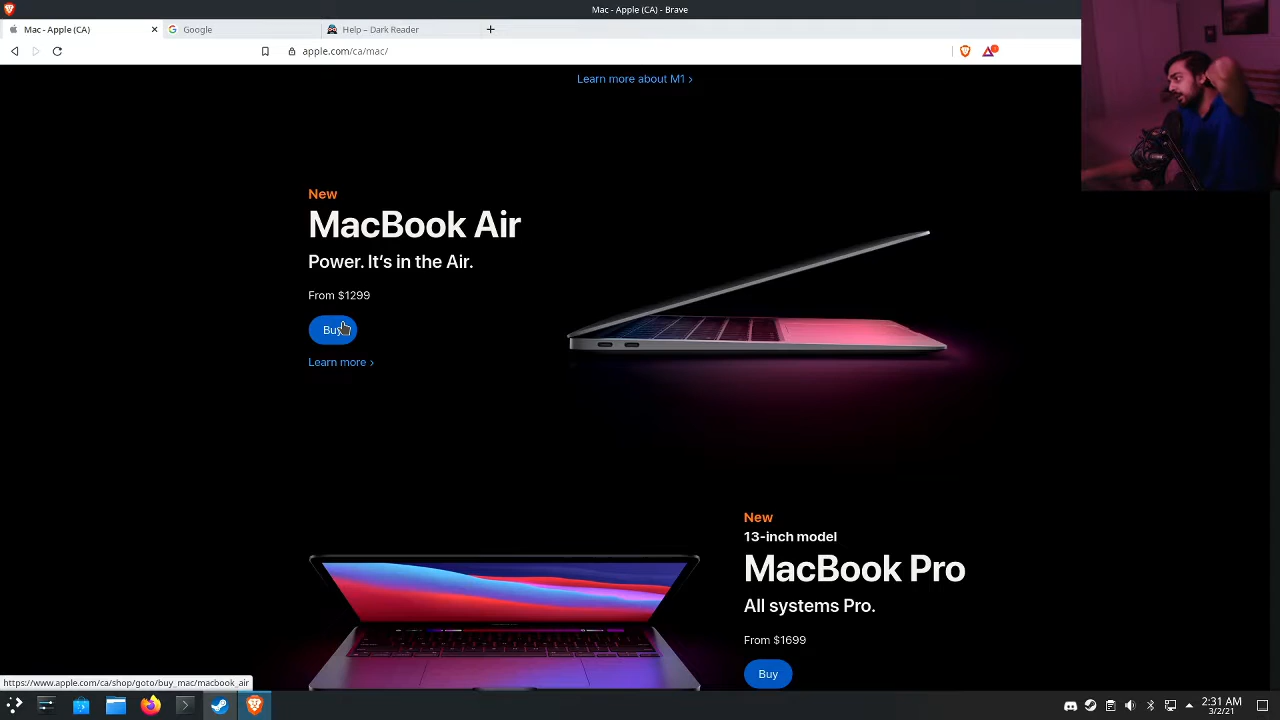 Mac - Apple (CA) - Brave
Mac - Apple (CA)
Google
Help – Dark Reader
apple.com/ca/mac/
Learn more about M1 ›
New
MacBook Air
Power. It’s in the Air.
From $1299
Buy
Learn more ›
New
13-inch model
MacBook Pro
All systems Pro.
From $1699
Buy
https://www.apple.com/ca/shop/goto/buy_mac/macbook_air
2:31 AM
3/2/21